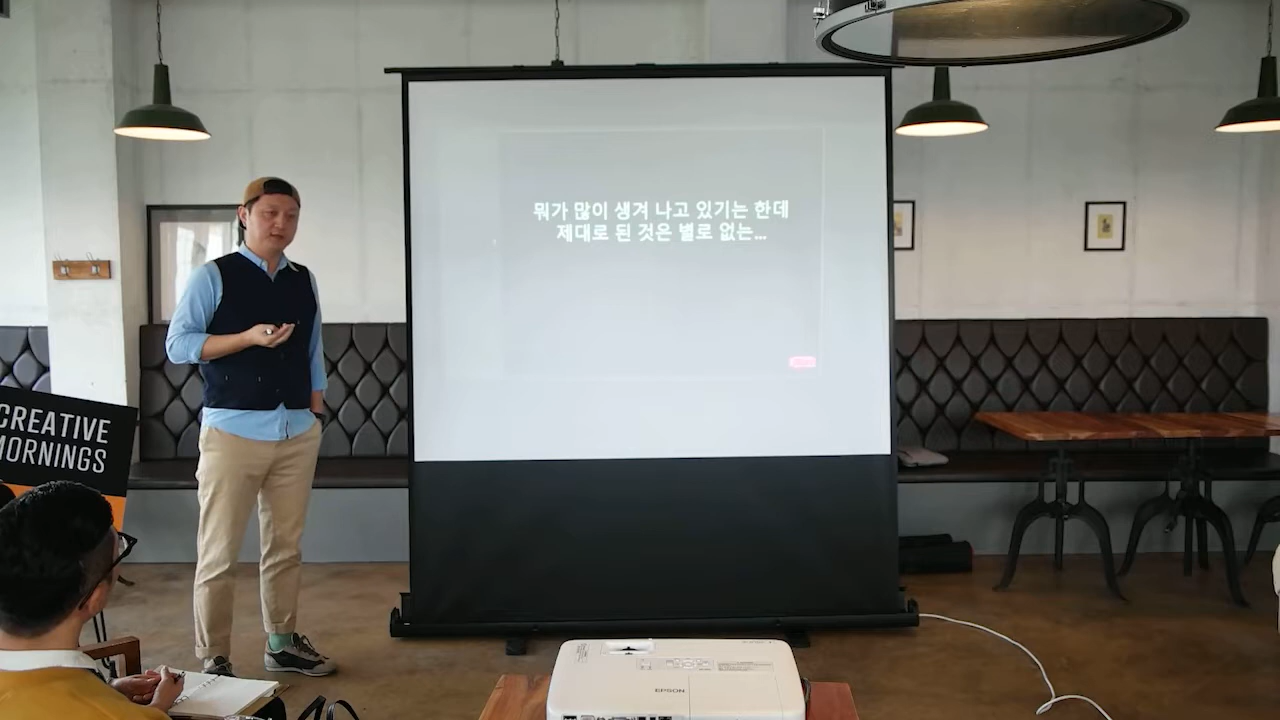 뭐가 많이 생겨 나고 있기는 한데
제대로 된 것은 별로 없는...
CREATIVE
MORNINGS
EPSON